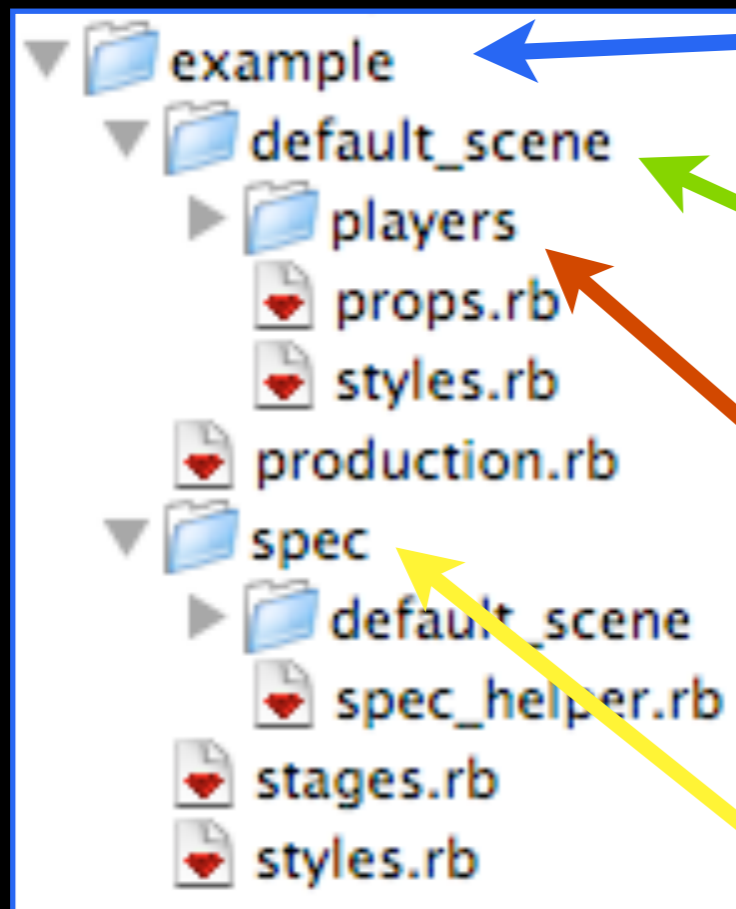 example
default_scene
players
props.rb
styles.rb
production.rb
spec
default_scene
spec_helper.rb
stages.rb
styles.rb